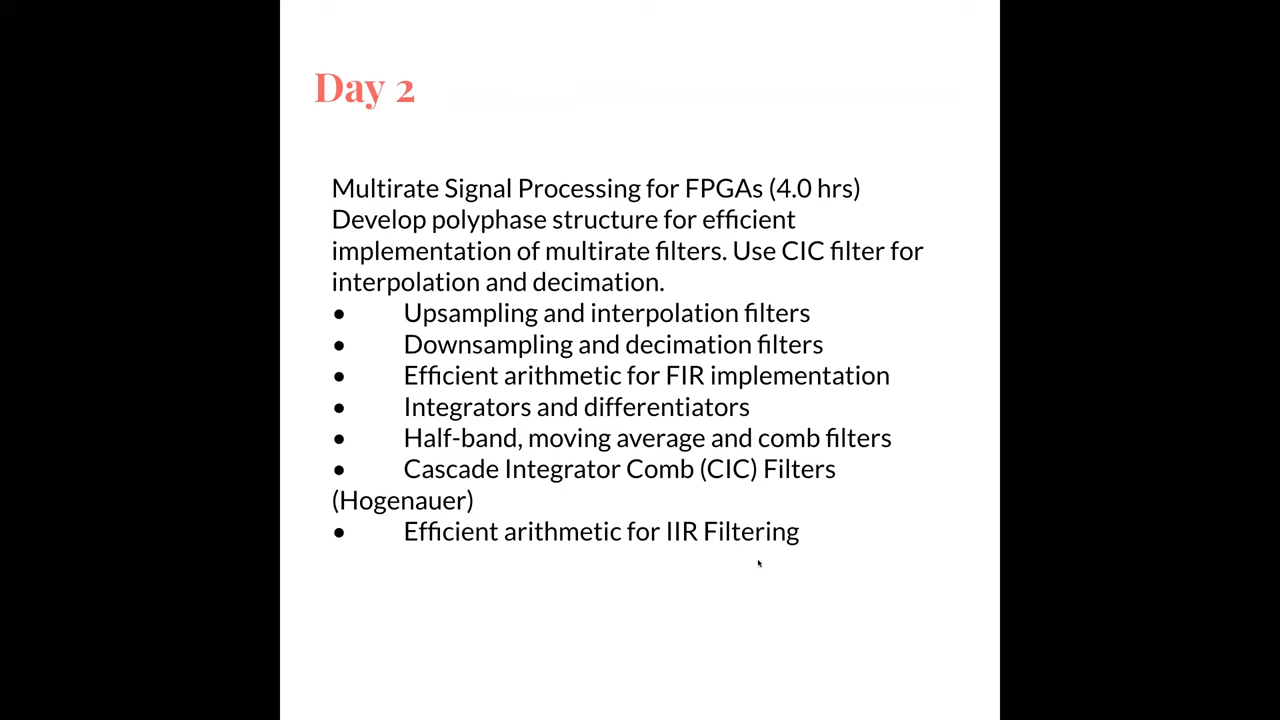 Day 2
Multirate Signal Processing for FPGAs (4.0 hrs)
Develop polyphase structure for efficient
implementation of multirate filters. Use CIC filter for
interpolation and decimation.
• Upsampling and interpolation filters
• Downsampling and decimation filters
• Efficient arithmetic for FIR implementation
• Integrators and differentiators
• Half-band, moving average and comb filters
• Cascade Integrator Comb (CIC) Filters
(Hogenauer)
• Efficient arithmetic for IIR Filtering